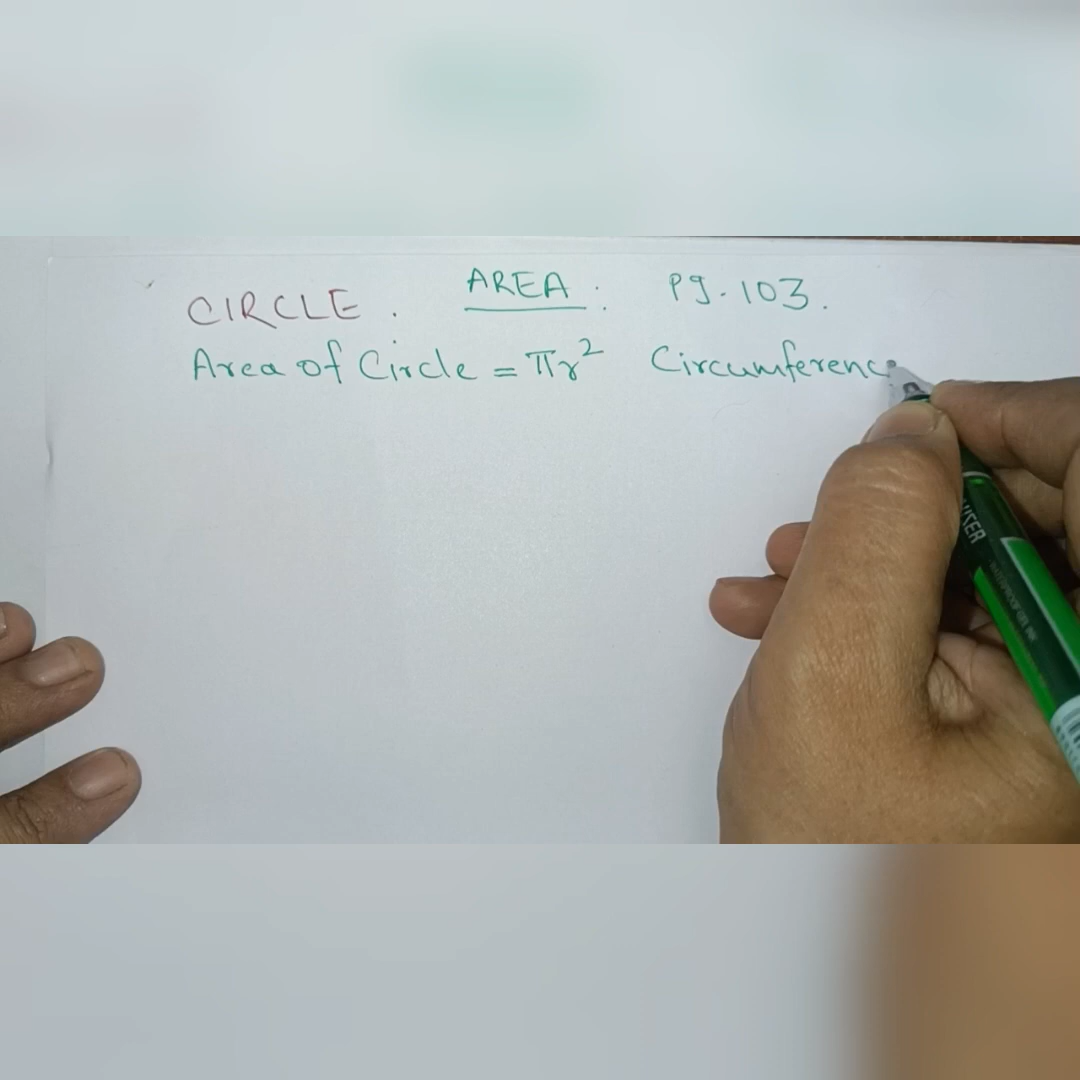 CIRCLE. AREA: Pg. 103.
Area of Circle = πr² Circumferenc